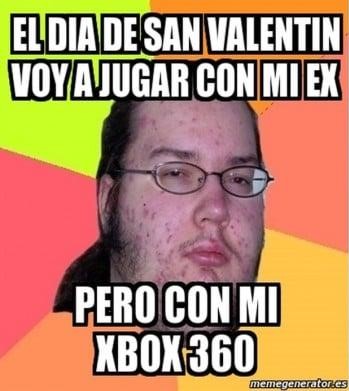 EL DIA DE SAN VALENTIN
VOY A JUGAR CON MI EX
PERO CON MI
XBOX 360
memegenerator.es